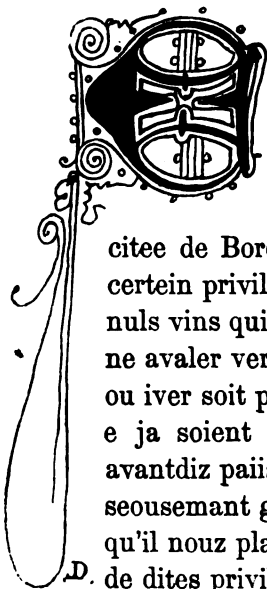 E
citee de Bor
certein privil
nuls vins qui
ne avaler ver
ou iver soit p
e ja soient
avantdiz paiis
seousemant g
qu'il nouz pla
D. de dites privi